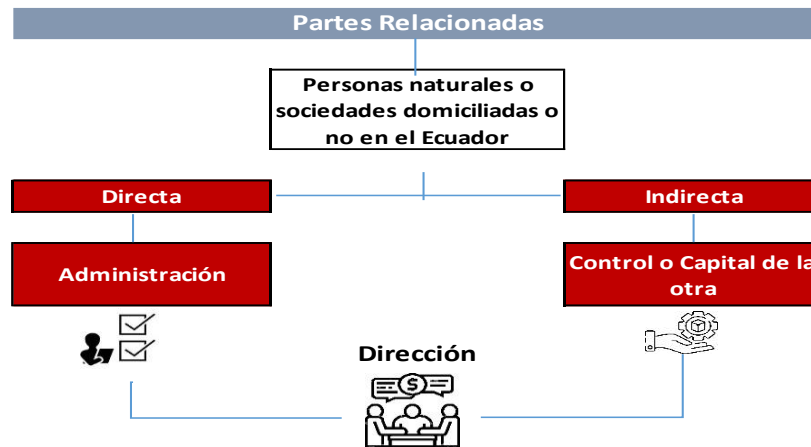 Partes Relacionadas
Personas naturales o
sociedades domiciliadas o
no en el Ecuador
Directa
Indirecta
Administración
Control o Capital de la
otra
Dirección
$